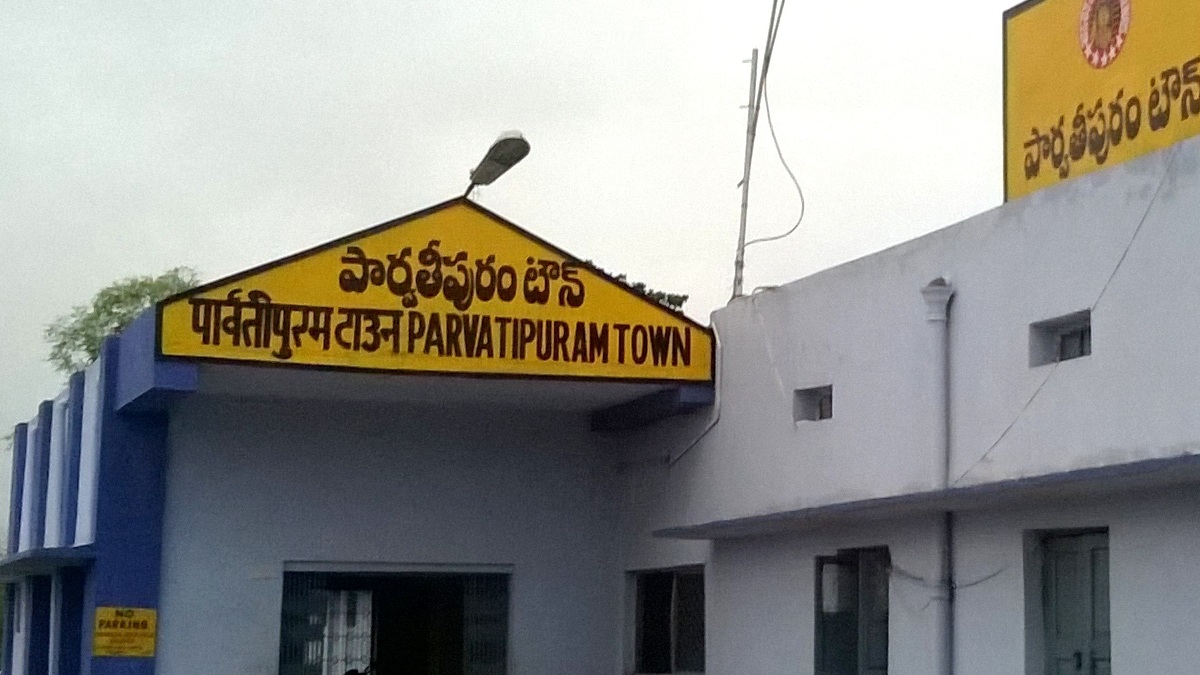 పార్వతీపురం టౌన్
पार्वतीपुरम टाउन PARVATIPURAM TOWN
పార్వతీపురం టౌన్
NO
PARKING